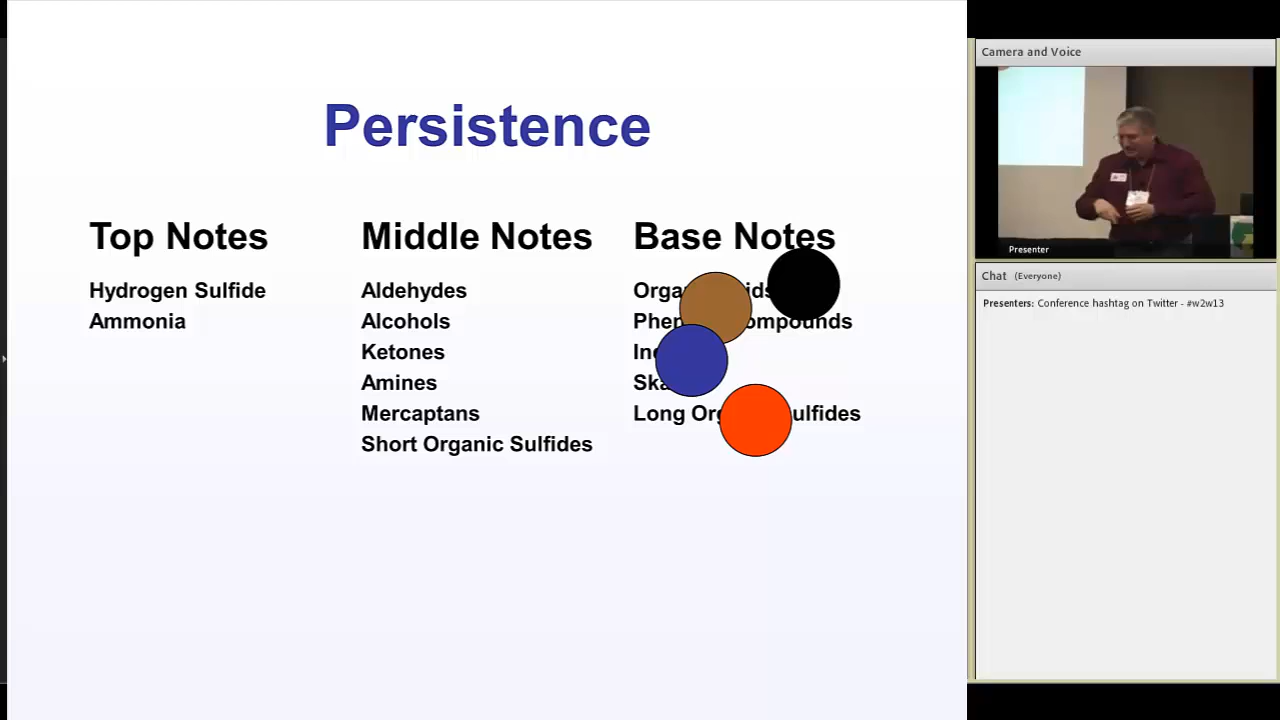 Persistence
Top Notes
Hydrogen Sulfide
Ammonia
Middle Notes
Aldehydes
Alcohols
Ketones
Amines
Mercaptans
Short Organic Sulfides
Base Notes
Long
Camera and Voice
Presenter
Chat (Everyone)
Presenters: Conference hashtag on Twitter - #w2w13